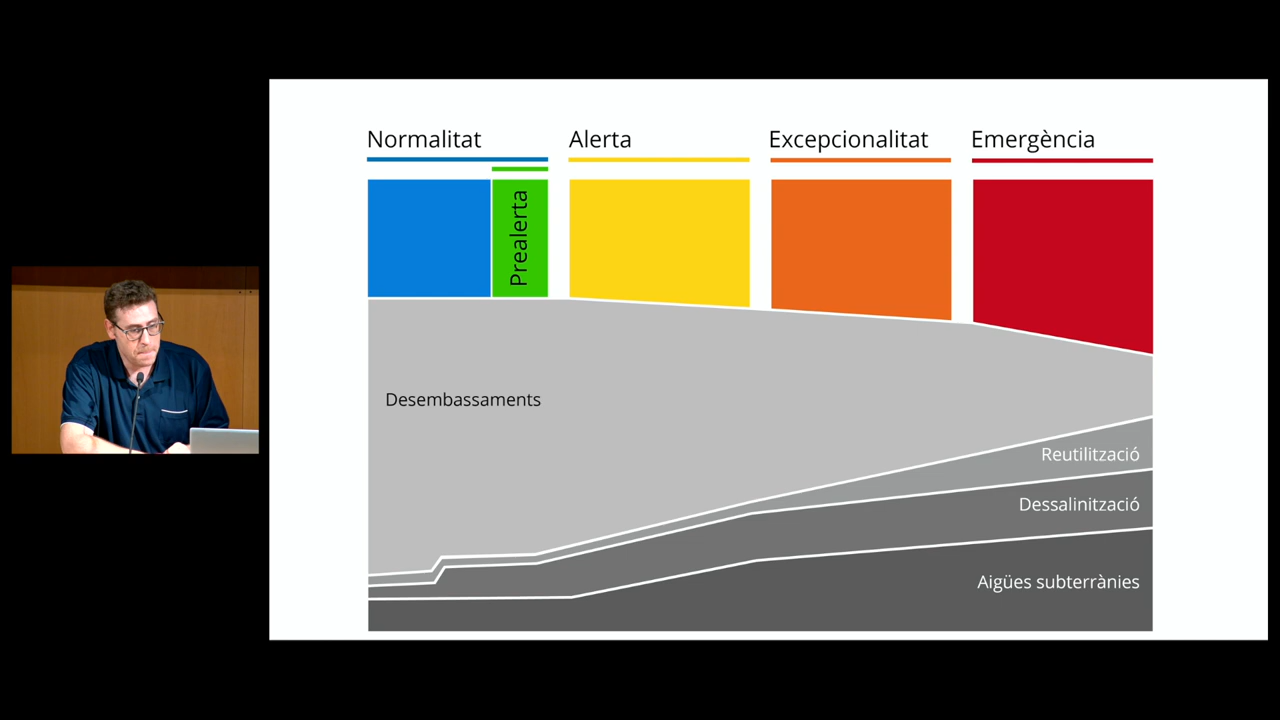 Normalitat
Alerta
Excepcionalitat
Emergència
Prealerta
Desembassaments
Reutilització
Dessalinització
Aigües subterrànies